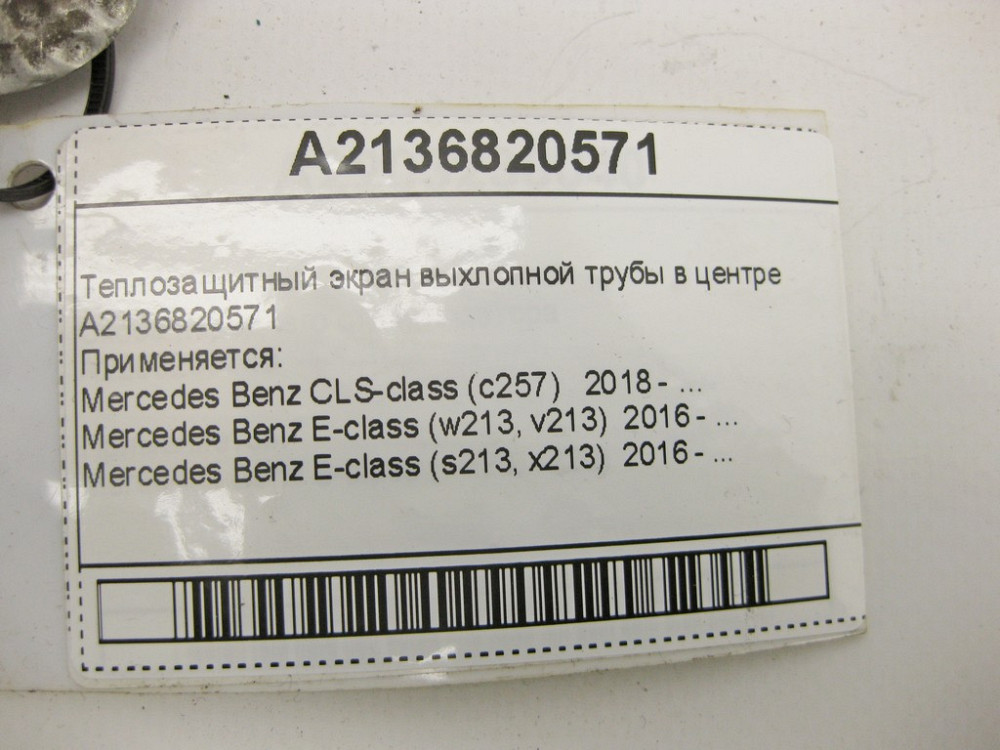 A2136820571
Теплозащитный экран выхлопной трубы в центре
A2136820571
Применяется:
Mercedes Benz CLS-class (c257) 2018 - ...
Mercedes Benz E-class (w213, v213) 2016 - ...
Mercedes Benz E-class (s213, x213) 2016 - ...